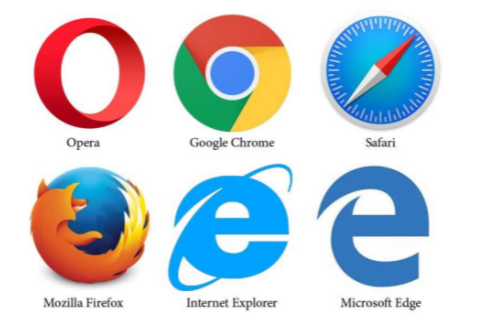 Opera
Google Chrome
Safari
Mozilla Firefox
Internet Explorer
Microsoft Edge